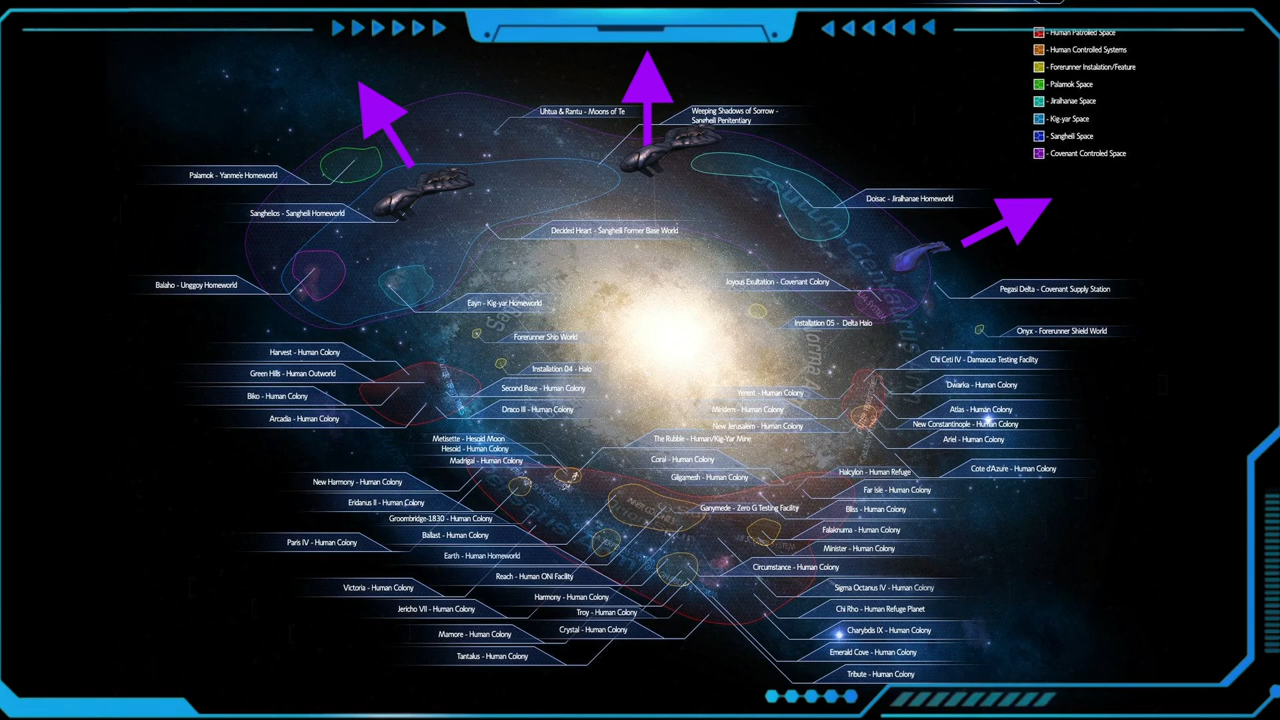 - Human Patrolled Space
- Human Controlled Systems
- Forerunner Instalation/Feature
- Palamok Space
- Jiralhanae Space
- Kig-yar Space
- Sangheili Space
- Covenant Controled Space
Uhtua & Rantu - Moons of Te
Weeping Shadows of Sorrow -
Sangheili Penitentiary
Palamok - Yanme'e Homeworld
Doisac - Jiralhanae Homeworld
Sanghelios - Sangheili Homeworld
Decided Heart - Sangheili Former Base World
Balaho - Unggoy Homeworld
Joyous Exultation - Covenant Colony
Pegasi Delta - Covenant Supply Station
Eayn - Kig-yar Homeworld
Installation 05 - Delta Halo
Onyx - Forerunner Shield World
Forerunner Ship World
Harvest - Human Colony
Chi Ceti IV - Damascus Testing Facility
Green Hills - Human Outworld
Installation 04 - Halo
Second Base - Human Colony
Dwarka - Human Colony
Biko - Human Colony
Yerent - Human Colony
Draco III - Human Colony
Miridem - Human Colony
Atlas - Human Colony
Arcadia - Human Colony
New Jerusalem - Human Colony
New Constantinople - Human Colony
Metisette - Hesoid Moon
The Rubble - Human/Kig-Yar Mine
Ariel - Human Colony
Hesoid - Human Colony
Madrigal - Human Colony
Coral - Human Colony
Cote d'Azure - Human Colony
Gilgamesh - Human Colony
Halcylon - Human Refuge
New Harmony - Human Colony
Far Isle - Human Colony
Eridanus II - Human Colony
Ganymede - Zero G Testing Facility
Bliss - Human Colony
Groombridge-1830 - Human Colony
Ballast - Human Colony
Falaknuma - Human Colony
Paris IV - Human Colony
Minister - Human Colony
Earth - Human Homeworld
Circumstance - Human Colony
Reach - Human ONI Facility
Victoria - Human Colony
Sigma Octanus IV - Human Colony
Harmony - Human Colony
Jericho VII - Human Colony
Troy - Human Colony
Chi Rho - Human Refuge Planet
Mamore - Human Colony
Crystal - Human Colony
Charybdis IX - Human Colony
Tantalus - Human Colony
Emerald Cove - Human Colony
Tribute - Human Colony